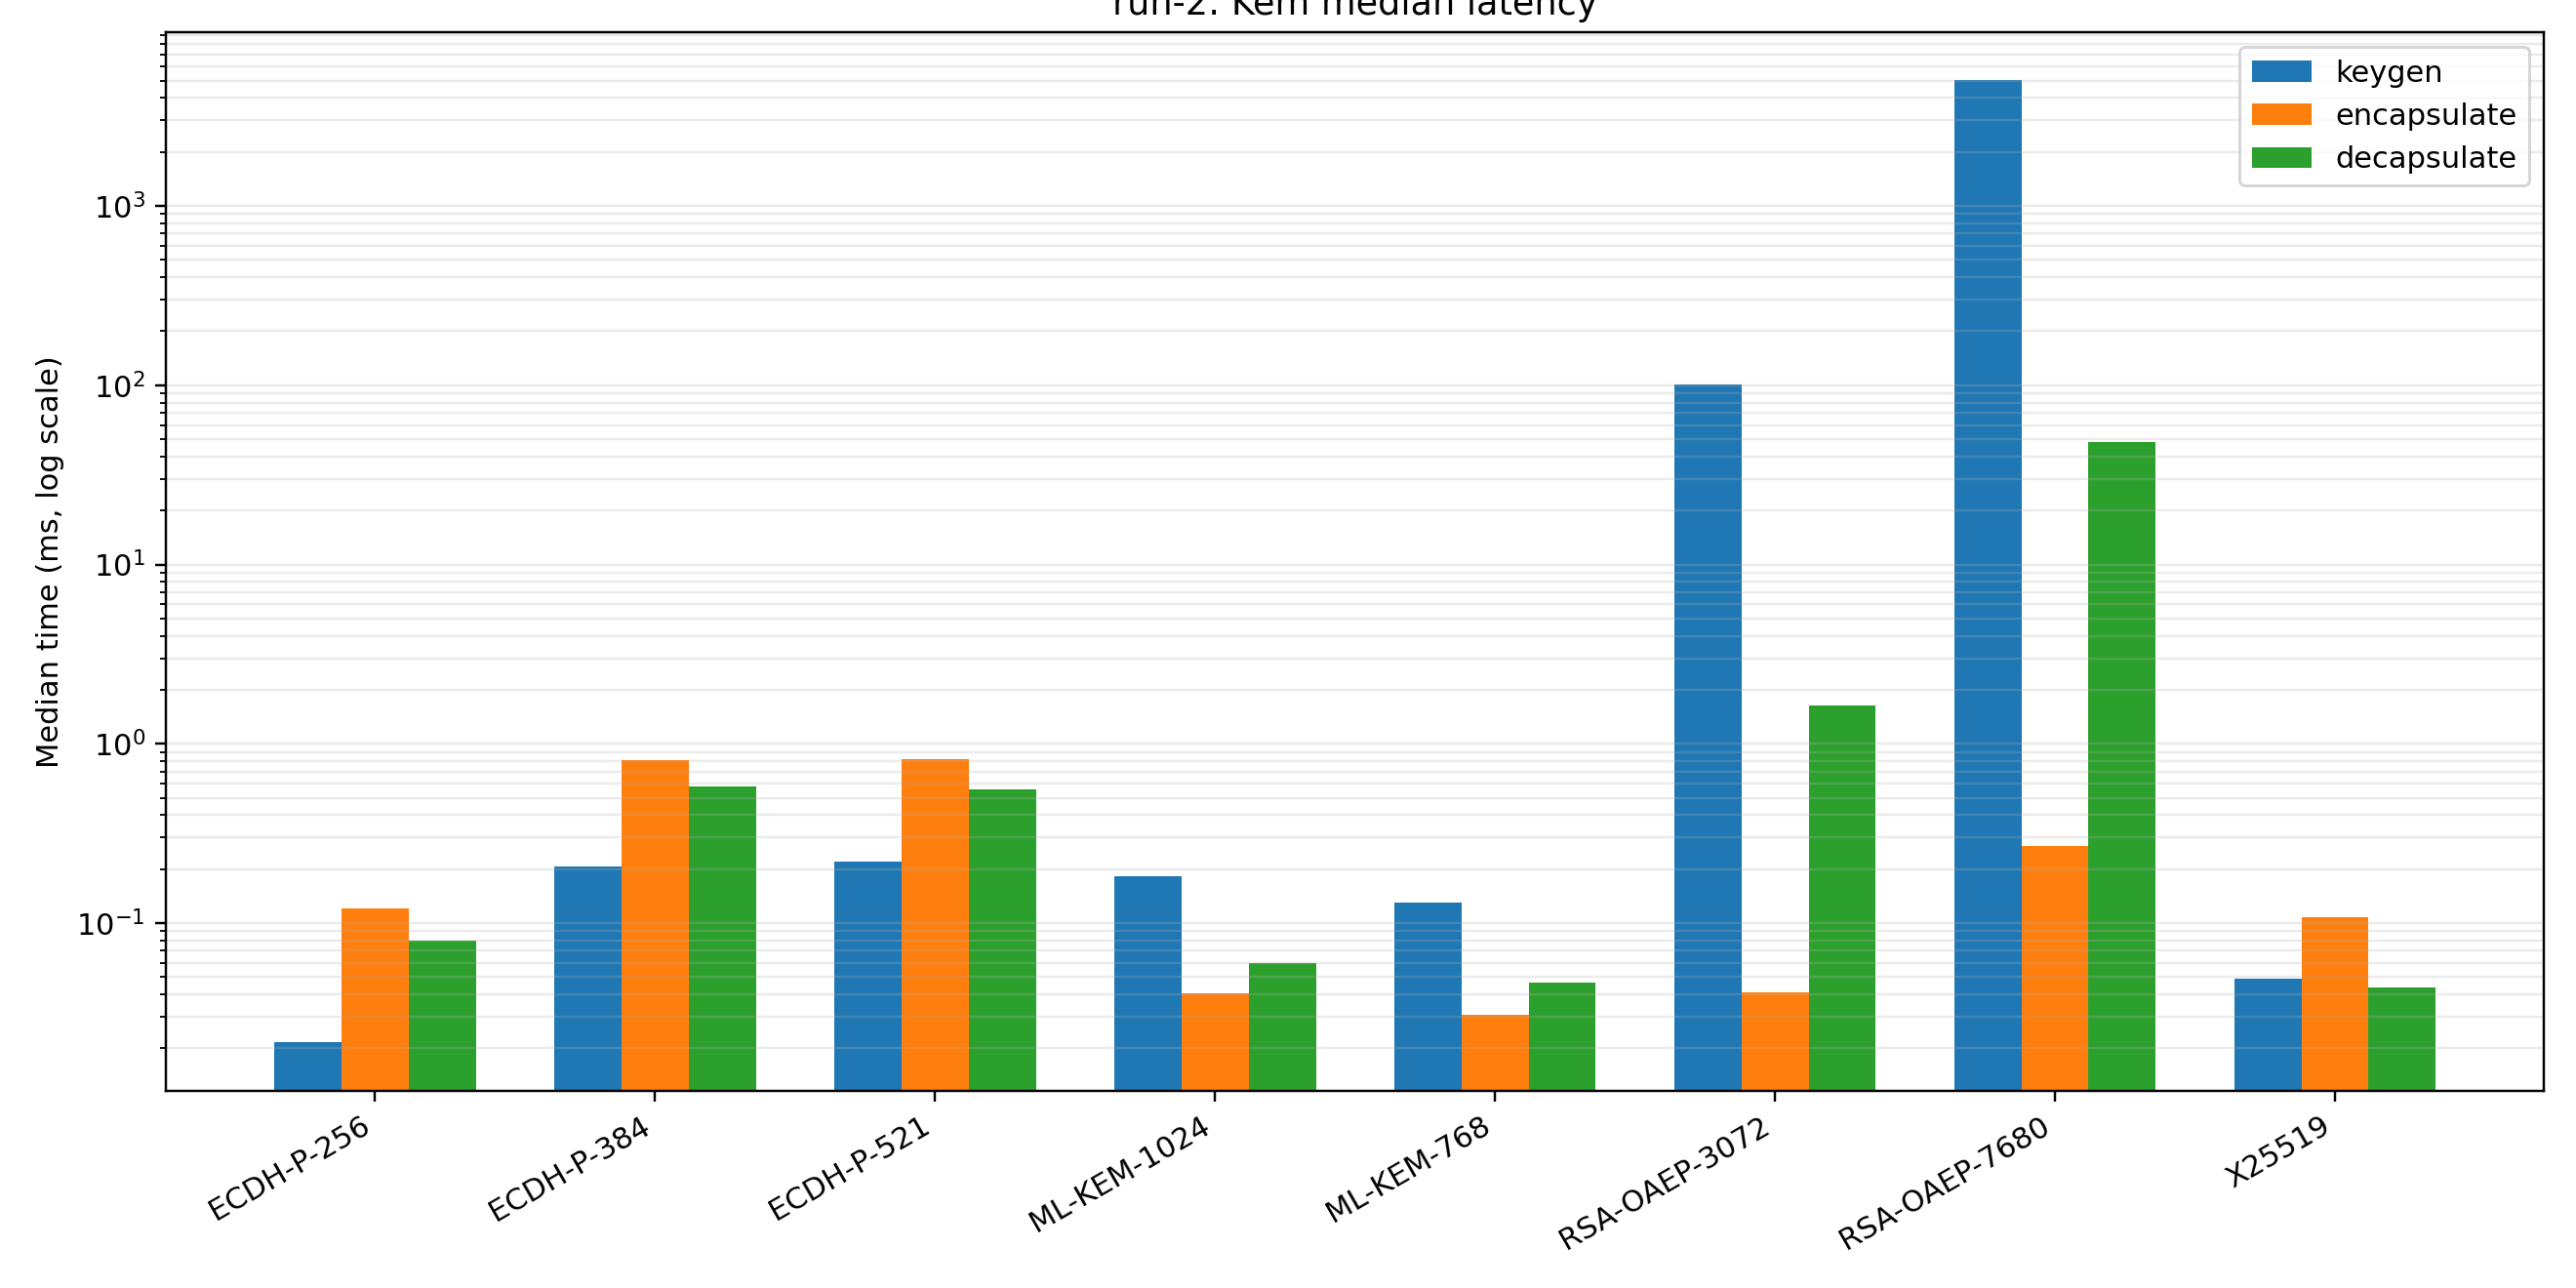 run-2: Kem median latency
keygen
encapsulate
decapsulate
Median time (ms, log scale)
10³
10²
10¹
10⁰
10⁻¹
ECDH-P-256
ECDH-P-384
ECDH-P-521
ML-KEM-1024
ML-KEM-768
RSA-OAEP-3072
RSA-OAEP-7680
X25519